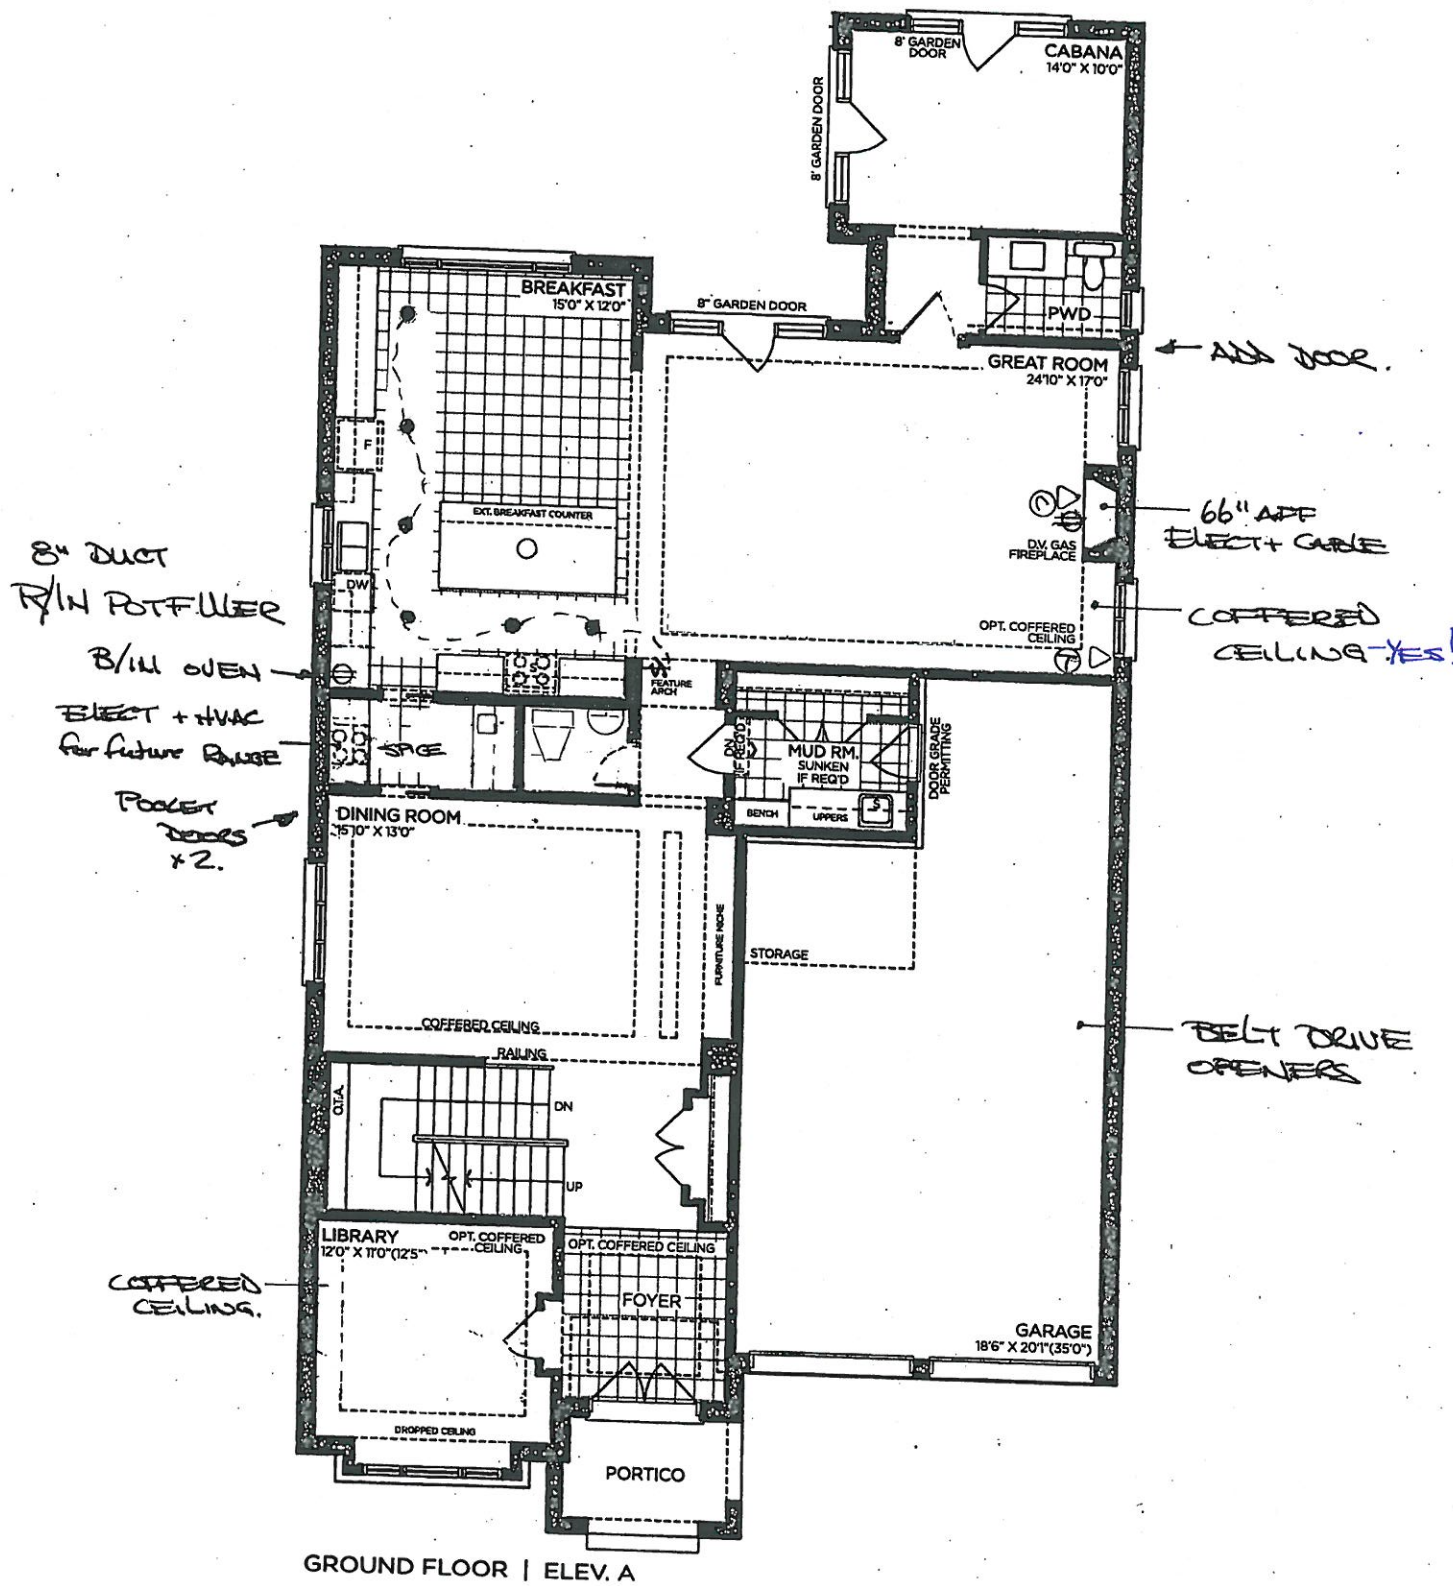 8' GARDEN
DOOR
CABANA
14'0" X 10'0"
8' GARDEN DOOR
BREAKFAST
15'0" X 12'0"
8" GARDEN DOOR
PWD
GREAT ROOM
24'10" X 17'0"
ADD DOOR.
F
EXT. BREAKFAST COUNTER
66" AFF
ELECT + CABLE
D.V. GAS
FIREPLACE
8" DUCT
R/IN POTFILLER
DW
OPT. COFFERED
CEILING
COFFERED
CEILING-YES!
B/IN OVEN
S
FEATURE
ARCH
ELECT + HVAC
for future RANGE
SPICE
DN
IF REQ'D
MUD RM.
SUNKEN
IF REQ'D
DOOR GRADE
PERMITTING
BENCH
UPPERS
S
POCKET
DOORS
x2.
DINING ROOM
15'10" X 13'0"
FURNITURE NICHE
STORAGE
COFFERED CEILING
RAILING
BELT DRIVE
OPENERS
O.T.A.
DN
UP
LIBRARY
12'0" X 11'0"(12'5"
OPT. COFFERED
CEILING
OPT. COFFERED CEILING
COFFERED
CEILING.
FOYER
GARAGE
18'6" X 20'1"(35'0")
DROPPED CEILING
PORTICO
GROUND FLOOR | ELEV. A